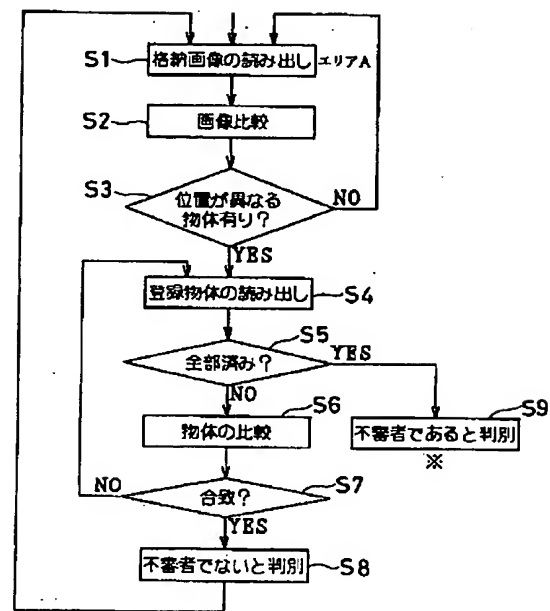 S1 格納画像の読み出し エリアA
S2 画像比較
S3 位置が異なる
物体有り?
NO
YES
登録物体の読み出し S4
S5
全部済み?
YES
NO
S6
物体の比較
S9
不審者であると判別
※
NO
合致?
S7
YES
不審者でないと判別 S8